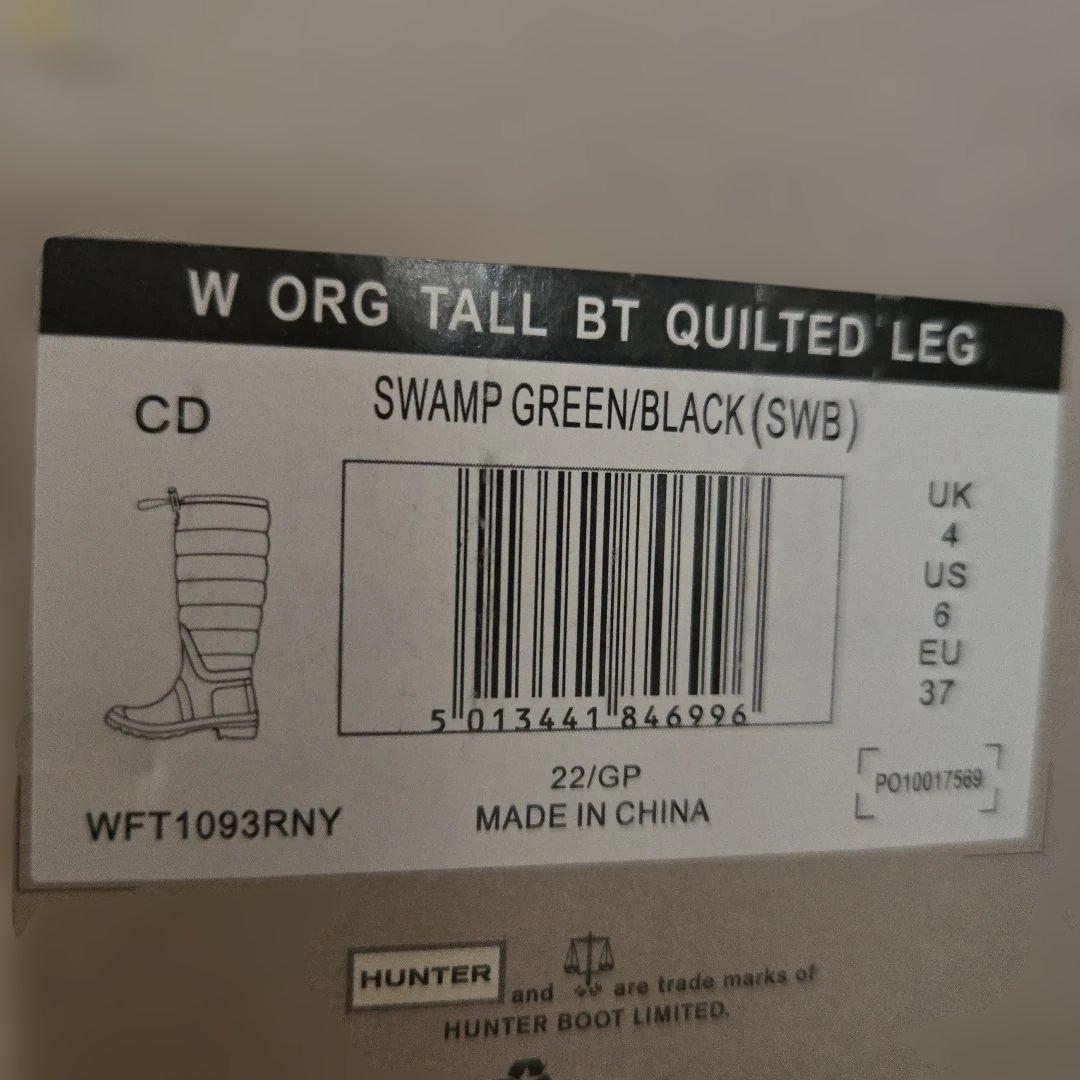 W ORG TALL BT QUILTED LEG
CD
SWAMP GREEN/BLACK (SWB)
UK
4
US
6
EU
37
5 013441 846996
22/GP
MADE IN CHINA
WFT1093RNY
PO10017569
HUNTER and are trade marks of
HUNTER BOOT LIMITED.